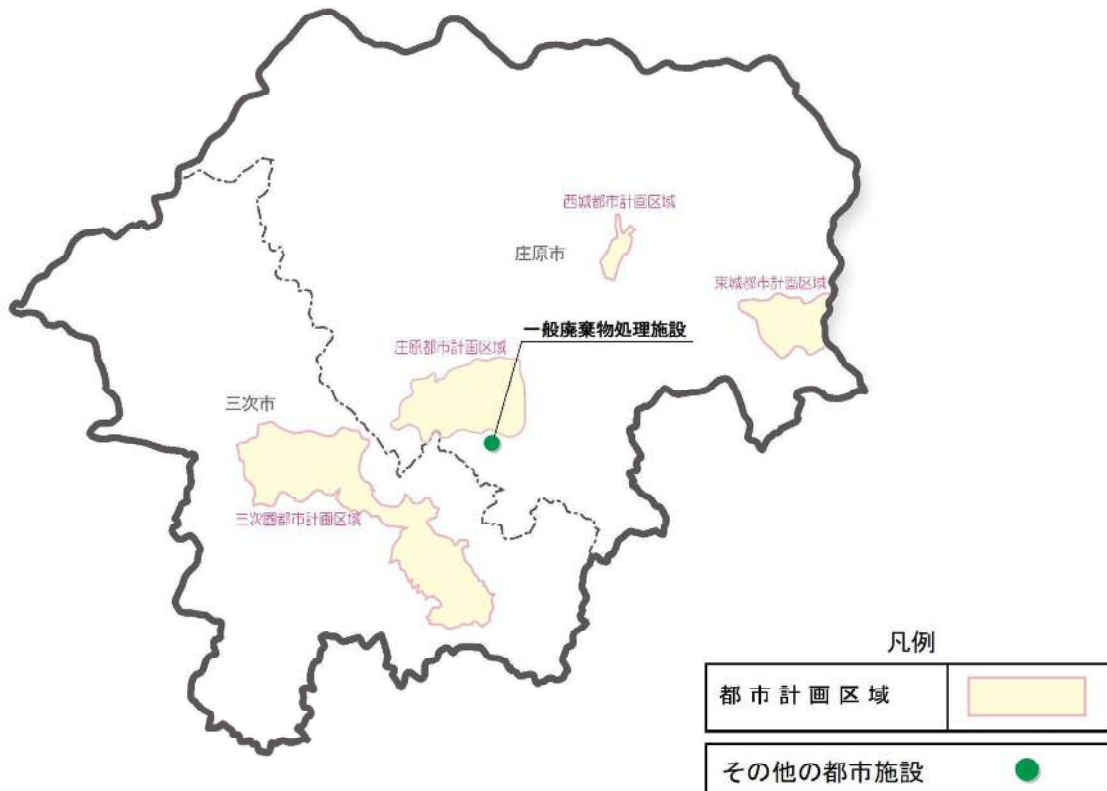 西城都市計画区域
庄原市
東城都市計画区域
一般廃棄物処理施設
庄原都市計画区域
三次市
三次圏都市計画区域
凡例
都市計画区域
その他の都市施設